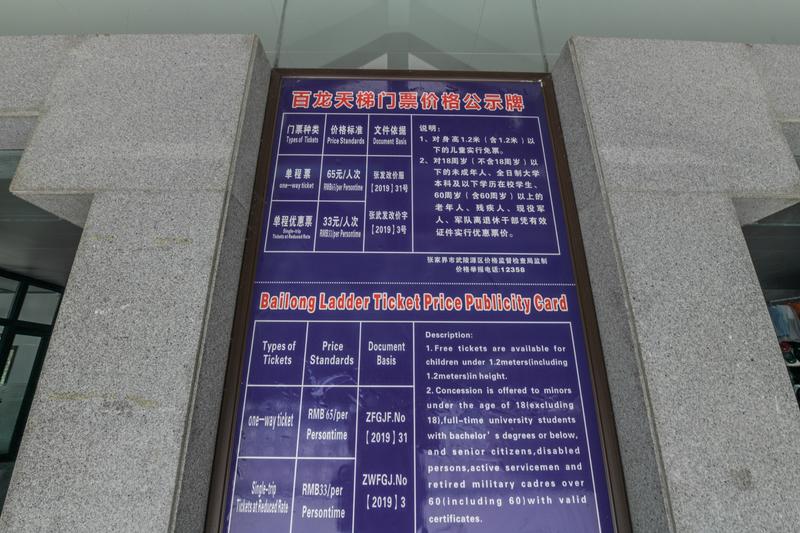 百龙天梯门票价格公示牌
门票种类 价格标准 文件依据
Types of Tickets Price Standards Document Basis
单程票 65元/人次 张发改价服
one-way ticket RMB65/per Persontime 【2019】31号
单程优惠票 33元/人次 张武发改价字
Single-trip RMB33/per Persontime 【2019】3号
Tickets at Reduced Rate
说明：
1、对身高1.2米（含1.2米）以
下的儿童实行免票。
2、对18周岁（不含18周岁）以
下的未成年人、全日制大学
本科及以下学历在校学生、
60周岁（含60周岁）以上的
老年人、残疾人、现役军
人、军队离退休干部凭有效
证件实行优惠票价。
张家界市武陵源区价格监督检查局监制
价格举报电话:12358
Bailong Ladder Ticket Price Publicity Card
Types of Price Document
Tickets Standards Basis
one-way ticket RMB 65/per ZFGJF.No
Persontime 【2019】31
Single-trip RMB33/per ZWFGJ.No
Tickets at Reduced Rate Persontime 【2019】3
Description:
1. Free tickets are available for
children under 1.2meters(including
1.2meters)in height.
2. Concession is offered to minors
under the age of 18(excluding
18),full-time university students
with bachelor's degrees or below,
and senior citizens,disabled
persons,active servicemen and
retired military cadres over
60(including 60)with valid
certificates.